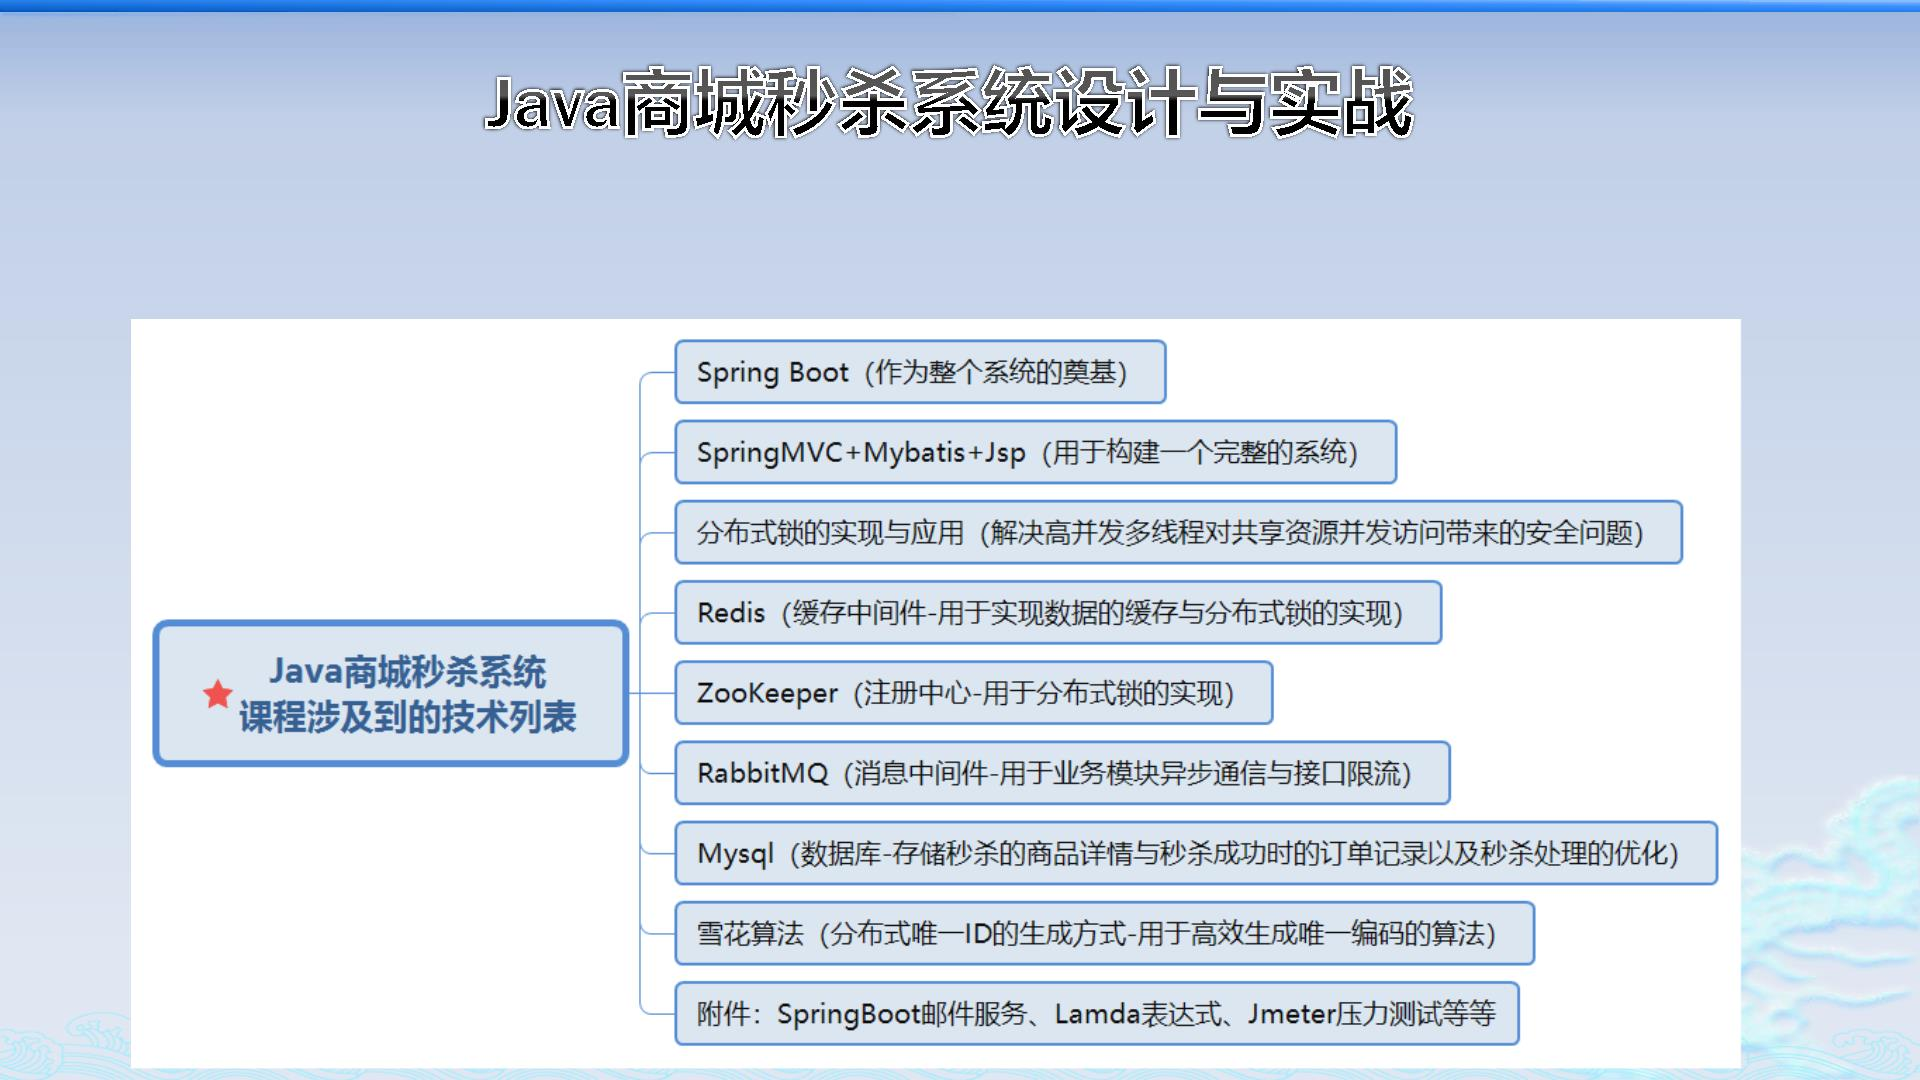 Java商城秒杀系统设计与实战
Spring Boot（作为整个系统的奠基）
SpringMVC+Mybatis+Jsp（用于构建一个完整的系统）
分布式锁的实现与应用（解决高并发多线程对共享资源并发访问带来的安全问题）
Redis（缓存中间件-用于实现数据的缓存与分布式锁的实现）
Java商城秒杀系统
课程涉及到的技术列表
ZooKeeper（注册中心-用于分布式锁的实现）
RabbitMQ（消息中间件-用于业务模块异步通信与接口限流）
Mysql（数据库-存储秒杀的商品详情与秒杀成功时的订单记录以及秒杀处理的优化）
雪花算法（分布式唯一ID的生成方式-用于高效生成唯一编码的算法）
附件：SpringBoot邮件服务、Lamda表达式、Jmeter压力测试等等